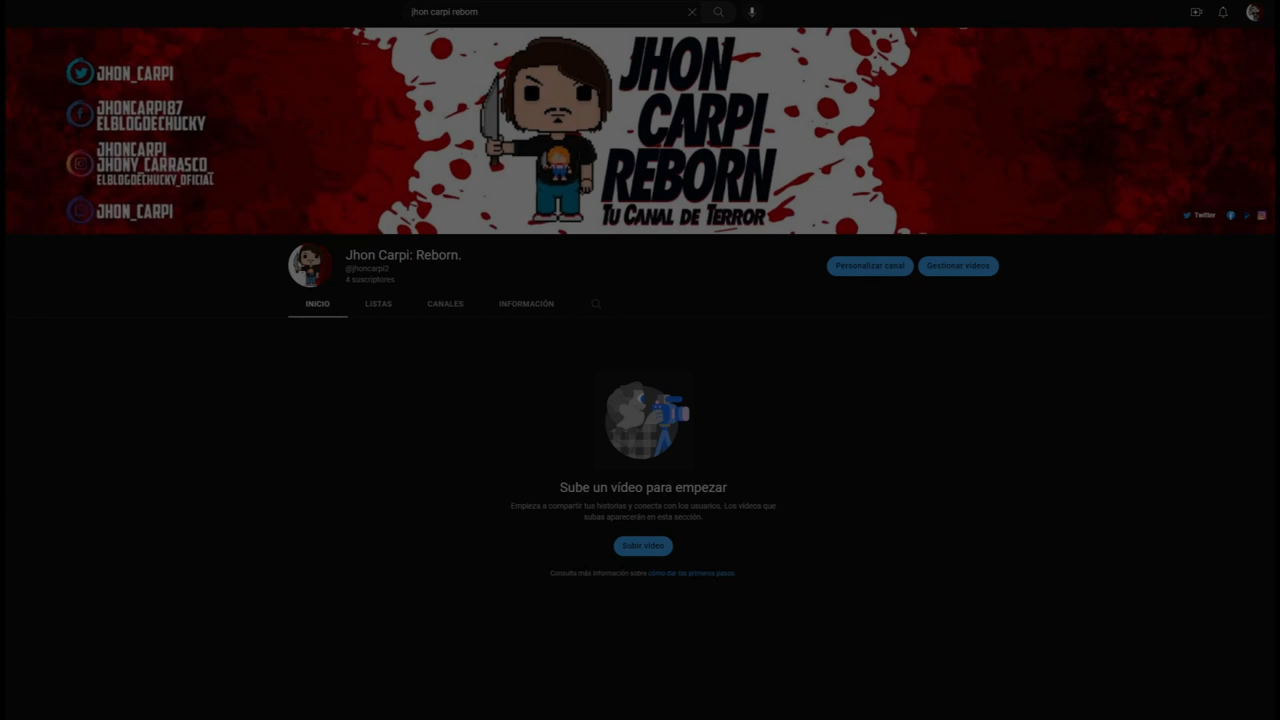 jhon carpi reborn
JHON_CARPI
JHONCARPI87
ELBLOGDECHUCKY
JHONCARPI
JHONY_CARRASCO_
ELBLOGDECHUCKY_OFICIAL
JHON_CARPI
JHON
CARPI
REBORN
TU CANAL DE TERROR
Twitter
Jhon Carpi: Reborn.
@jhoncarpi2
4 suscriptores
Personalizar canal
Gestionar vídeos
INICIO
LISTAS
CANALES
INFORMACIÓN
Sube un vídeo para empezar
Empieza a compartir tus historias y conecta con los usuarios. Los vídeos que
subas aparecerán en esta sección.
Subir vídeo
Consulta más información sobre cómo dar los primeros pasos.